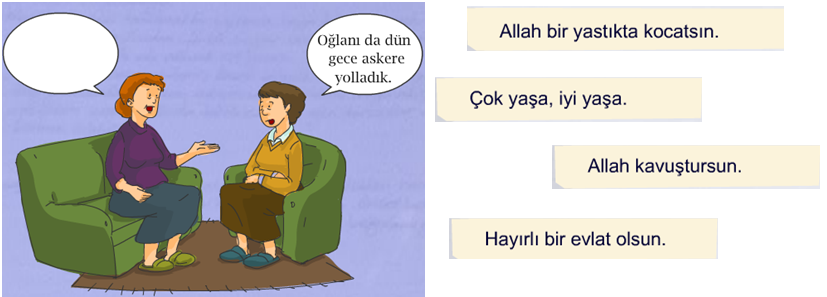 Oğlanı da dün
gece askere
yolladık.
Allah bir yastıkta kocatsın.
Çok yaşa, iyi yaşa.
Allah kavuştursun.
Hayırlı bir evlat olsun.